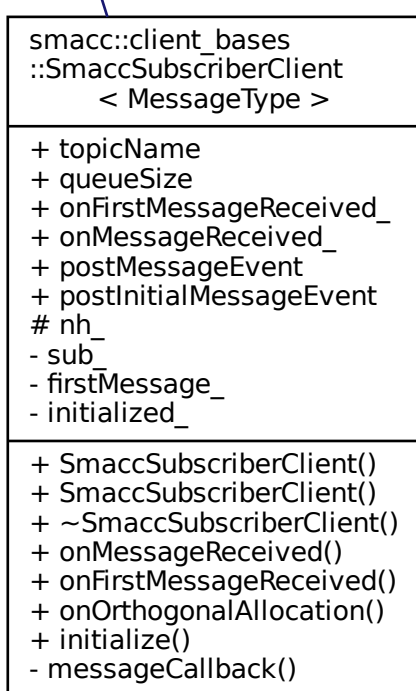 smacc::client_bases
::SmaccSubscriberClient
< MessageType >
+ topicName
+ queueSize
+ onFirstMessageReceived_
+ onMessageReceived_
+ postMessageEvent
+ postInitialMessageEvent
# nh_
- sub_
- firstMessage_
- initialized_
+ SmaccSubscriberClient()
+ SmaccSubscriberClient()
+ ~SmaccSubscriberClient()
+ onMessageReceived()
+ onFirstMessageReceived()
+ onOrthogonalAllocation()
+ initialize()
- messageCallback()